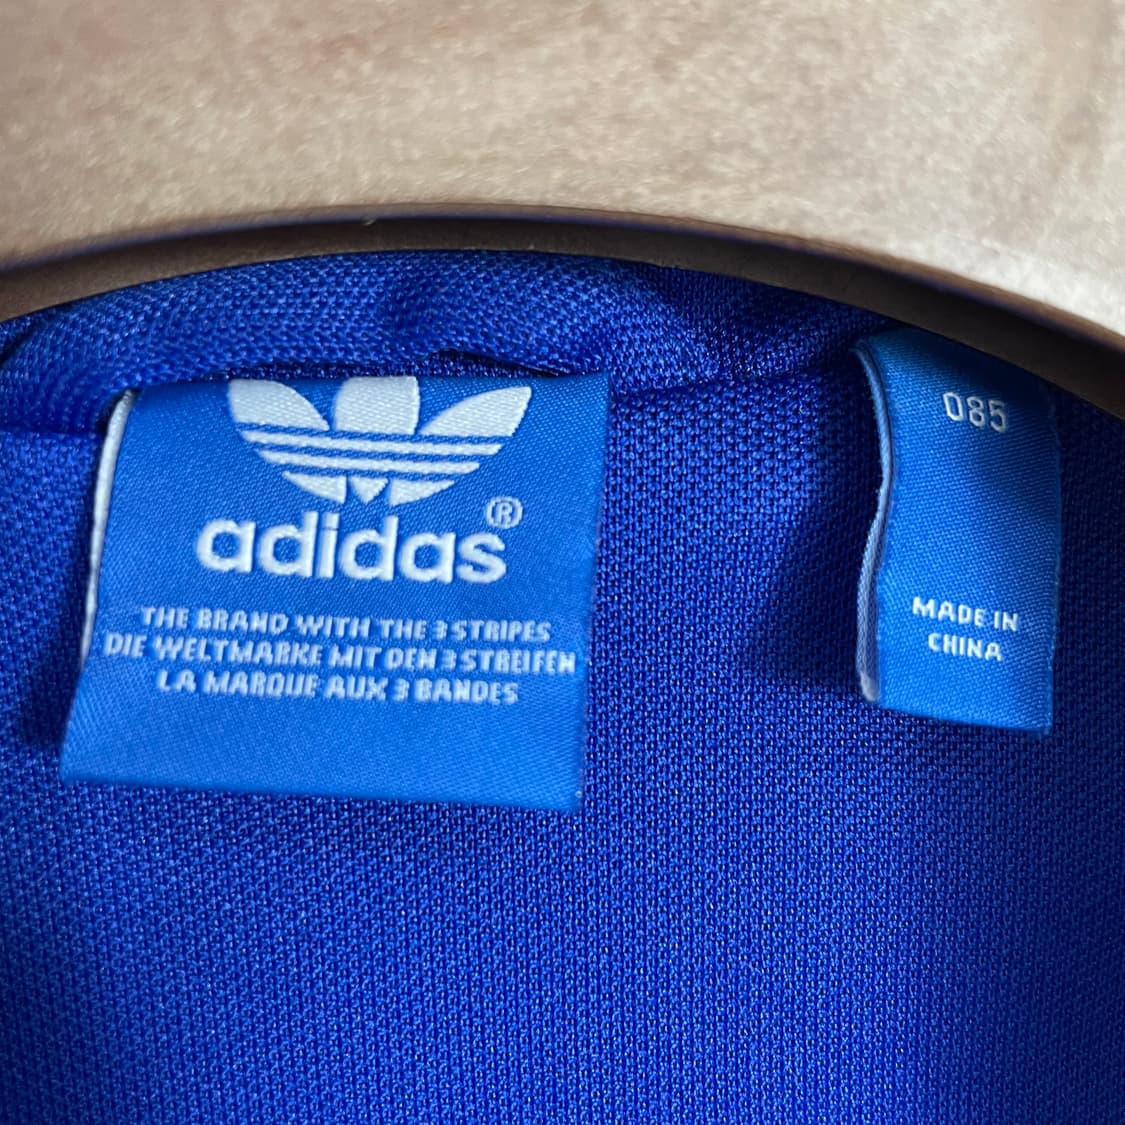 adidas®
THE BRAND WITH THE 3 STRIPES
DIE WELTMARKE MIT DEN 3 STREIFEN
LA MARQUE AUX 3 BANDES
085
MADE IN
CHINA